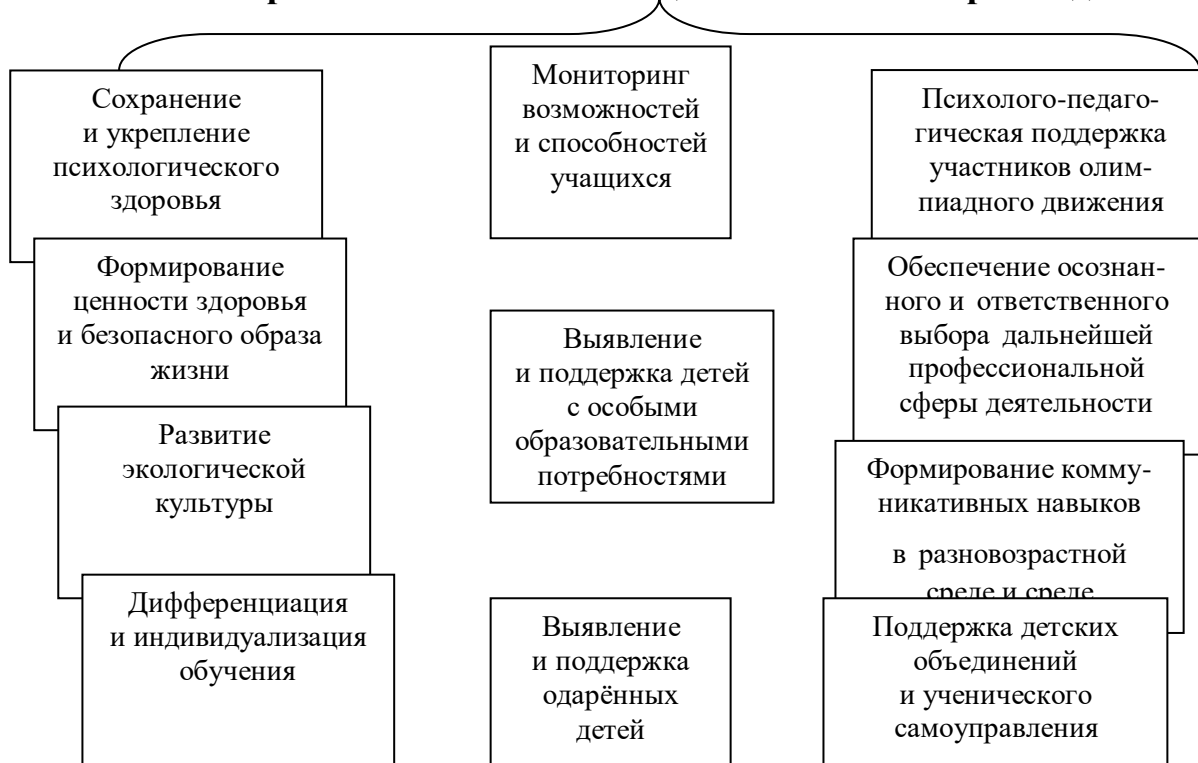 Сохранение
и укрепление
психологического
здоровья
Формирование
ценности здоровья
и безопасного образа
жизни
Развитие
экологической
культуры
Дифференциация
и индивидуализация
обучения
Мониторинг
возможностей
и способностей
учащихся
Выявление
и поддержка детей
с особыми
образовательными
потребностями
Выявление
и поддержка
одарённых
детей
Психолого-педаго-
гическая поддержка
участников олим-
пиадного движения
Обеспечение осознан-
ного и ответственного
выбора дальнейшей
профессиональной
сферы деятельности
Формирование комму-
никативных навыков
в разновозрастной
среде и среде
Поддержка детских
объединений
и ученического
самоуправления